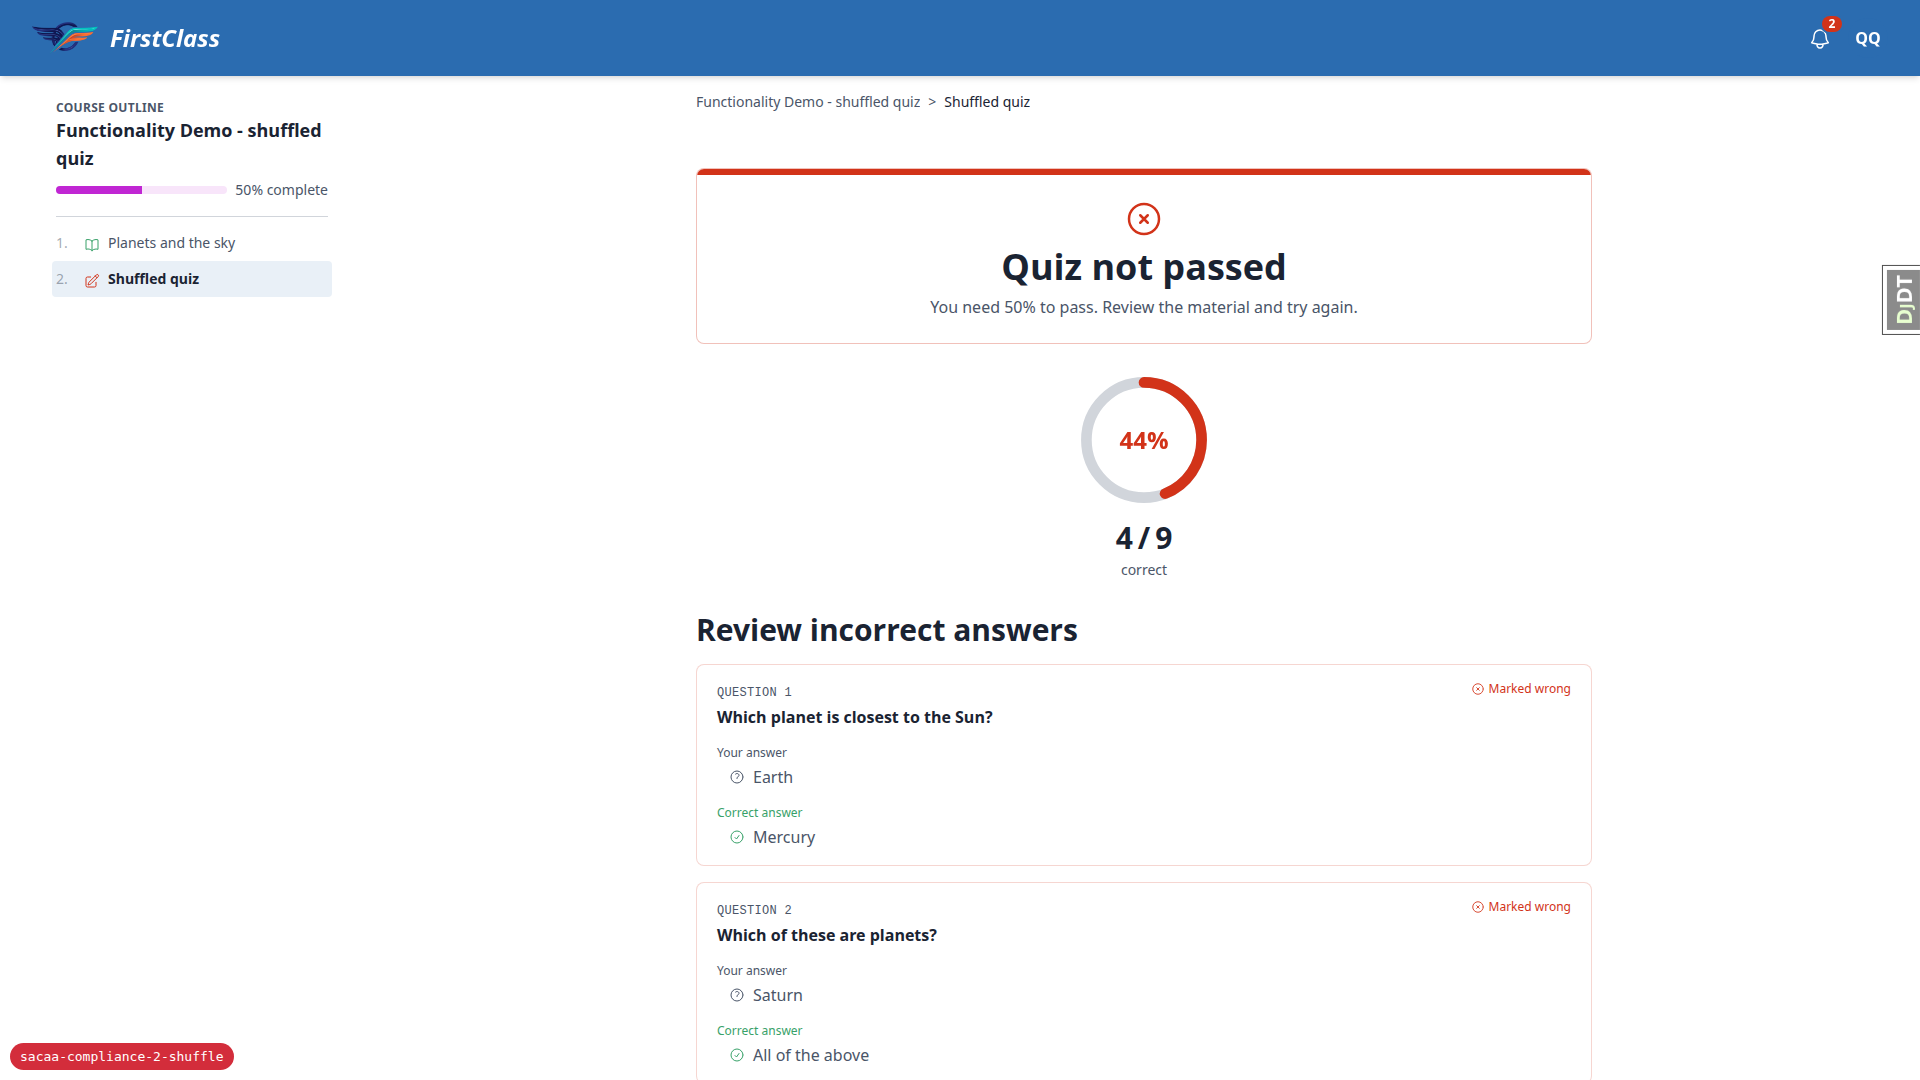 FirstClass
2
QQ
COURSE OUTLINE
Functionality Demo - shuffled
quiz
50% complete
1. Planets and the sky
2. Shuffled quiz
Functionality Demo - shuffled quiz > Shuffled quiz
Quiz not passed
You need 50% to pass. Review the material and try again.
44%
4 / 9
correct
Review incorrect answers
QUESTION 1
Marked wrong
Which planet is closest to the Sun?
Your answer
Earth
Correct answer
Mercury
QUESTION 2
Marked wrong
Which of these are planets?
Your answer
Saturn
Correct answer
All of the above
DJDT
sacaa-compliance-2-shuffle